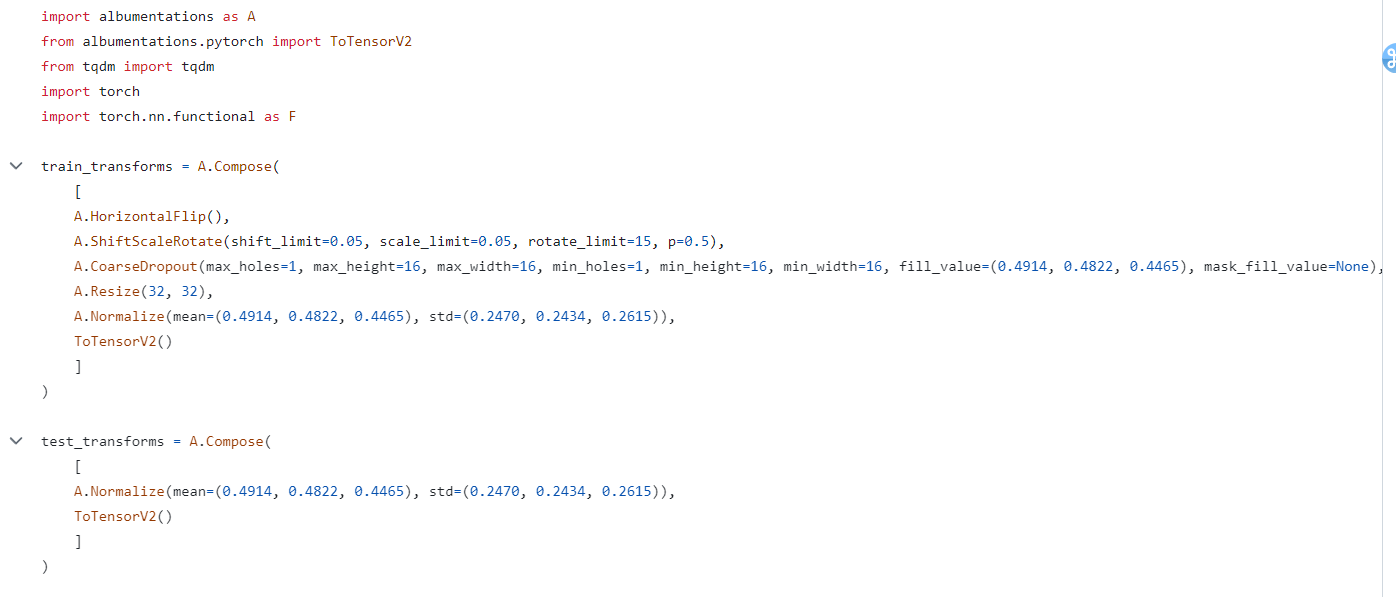 import albumentations as A
from albumentations.pytorch import ToTensorV2
from tqdm import tqdm
import torch
import torch.nn.functional as F
train_transforms = A.Compose(
[
A.HorizontalFlip(),
A.ShiftScaleRotate(shift_limit=0.05, scale_limit=0.05, rotate_limit=15, p=0.5),
A.CoarseDropout(max_holes=1, max_height=16, max_width=16, min_holes=1, min_height=16, min_width=16, fill_value=(0.4914, 0.4822, 0.4465), mask_fill_value=None),
A.Resize(32, 32),
A.Normalize(mean=(0.4914, 0.4822, 0.4465), std=(0.2470, 0.2434, 0.2615)),
ToTensorV2()
]
)
test_transforms = A.Compose(
[
A.Normalize(mean=(0.4914, 0.4822, 0.4465), std=(0.2470, 0.2434, 0.2615)),
ToTensorV2()
]
)